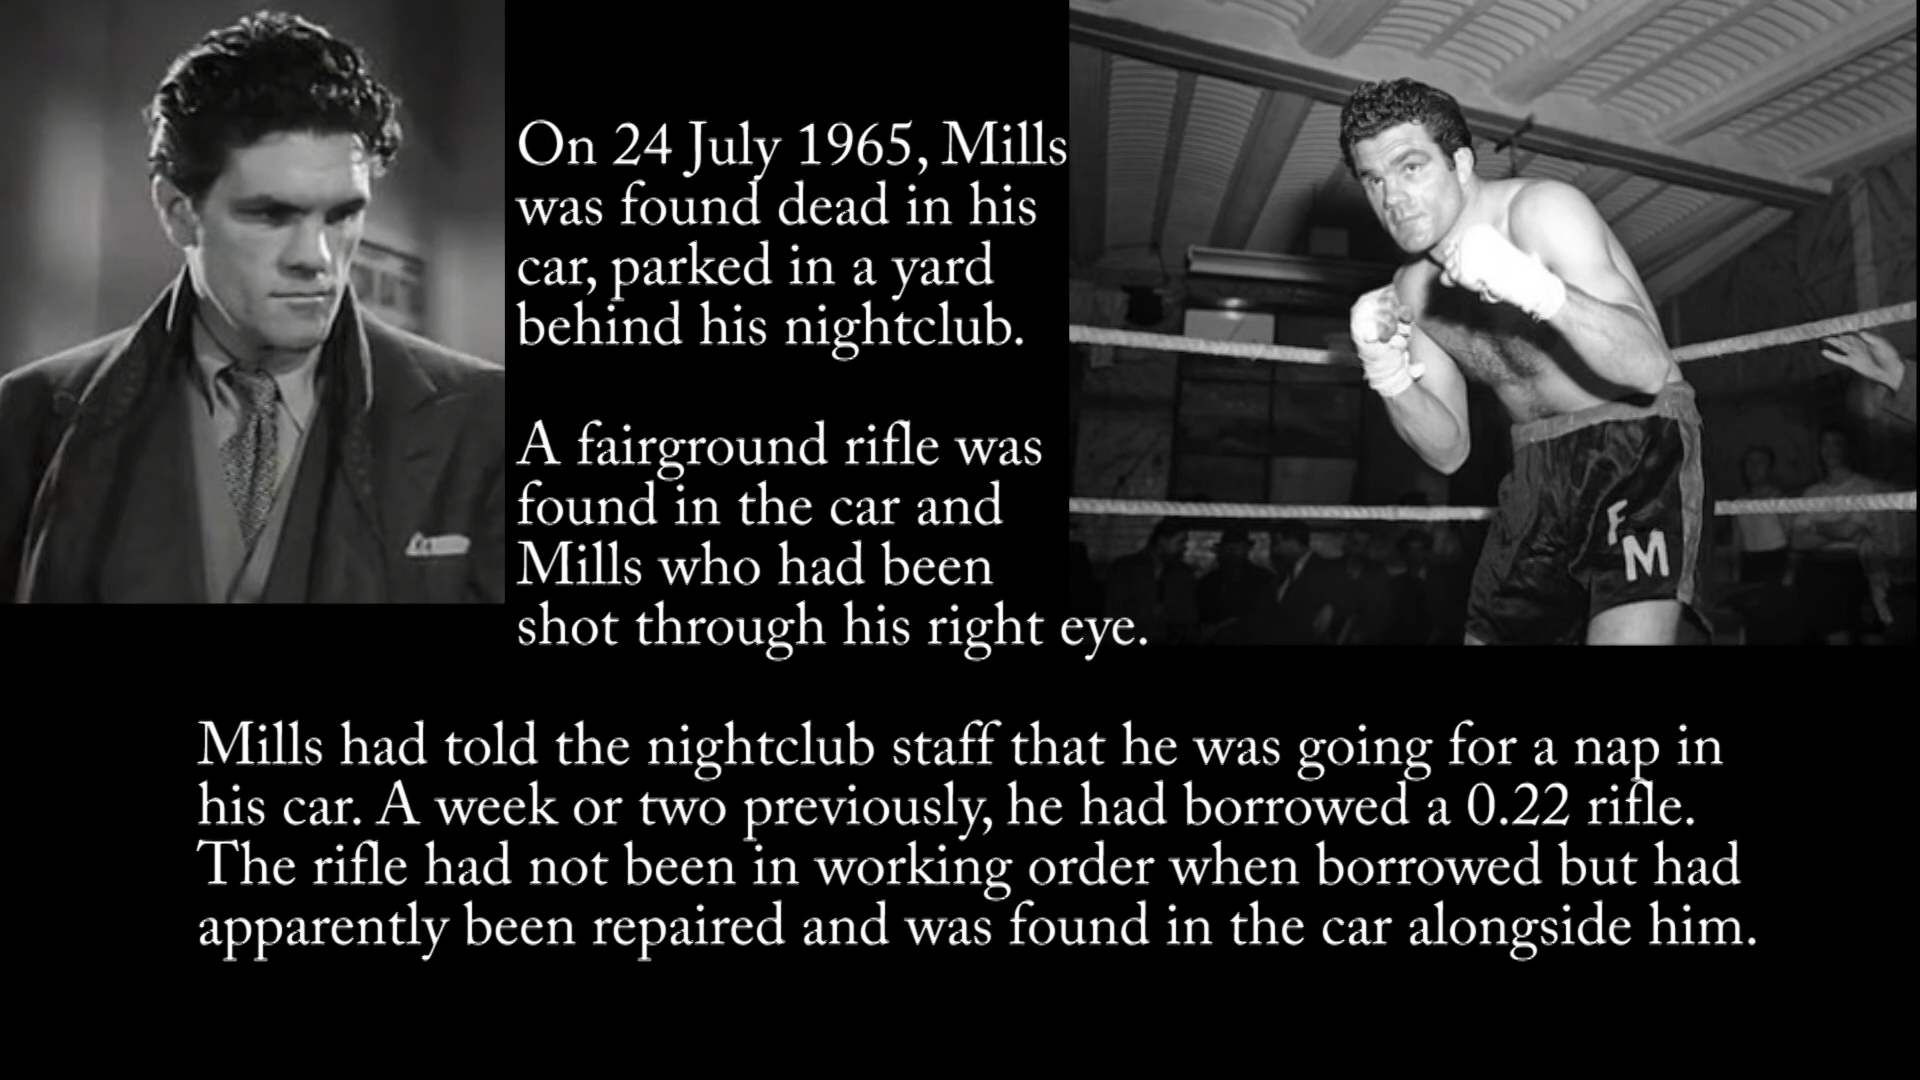 On 24 July 1965, Mills
was found dead in his
car, parked in a yard
behind his nightclub.
A fairground rifle was
found in the car and
Mills who had been
shot through his right eye.
F
M
Mills had told the nightclub staff that he was going for a nap in
his car. A week or two previously, he had borrowed a 0.22 rifle.
The rifle had not been in working order when borrowed but had
apparently been repaired and was found in the car alongside him.